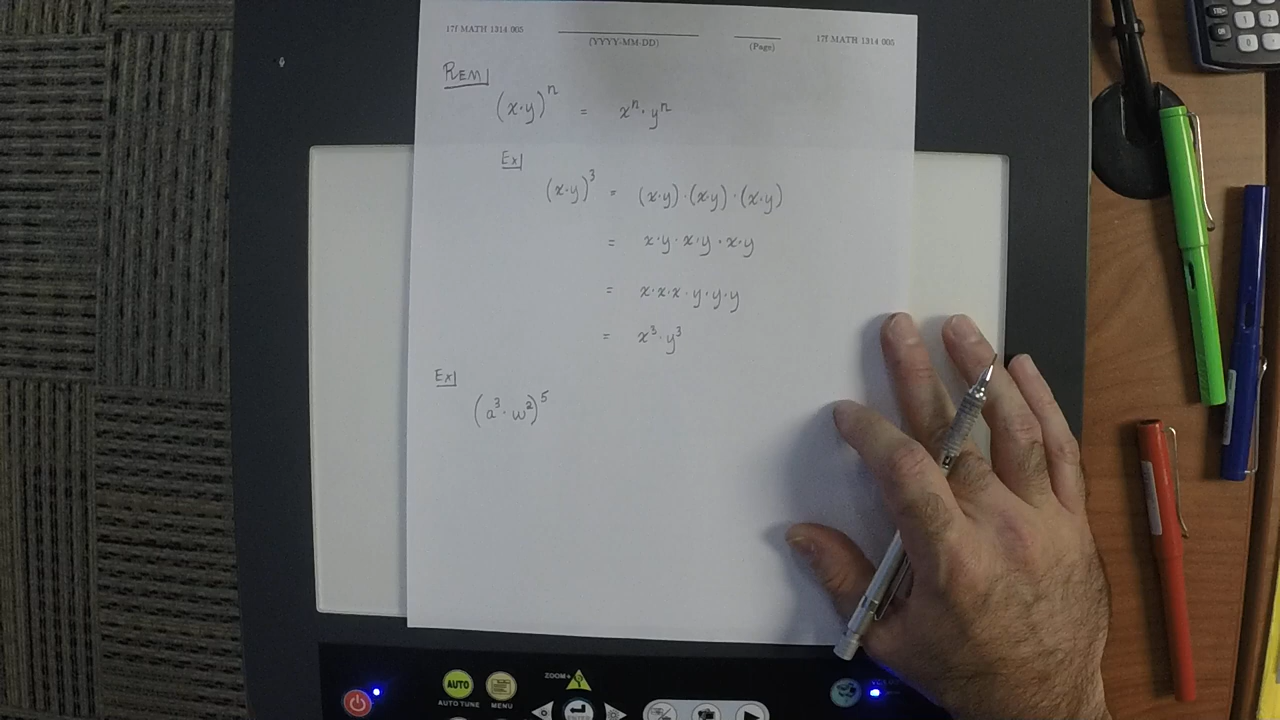 17f MATH 1314 005 (YYYY-MM-DD) (Page) 17f MATH 1314 005
REM
(x·y)^n = x^n · y^n
Ex
(x·y)^3 = (x·y)·(x·y)·(x·y)
= x·y·x·y·x·y
= x·x·x·y·y·y
= x^3·y^3
Ex
(a^3·w^2)^5
ZOOM+
AUTO
AUTO TUNE MENU